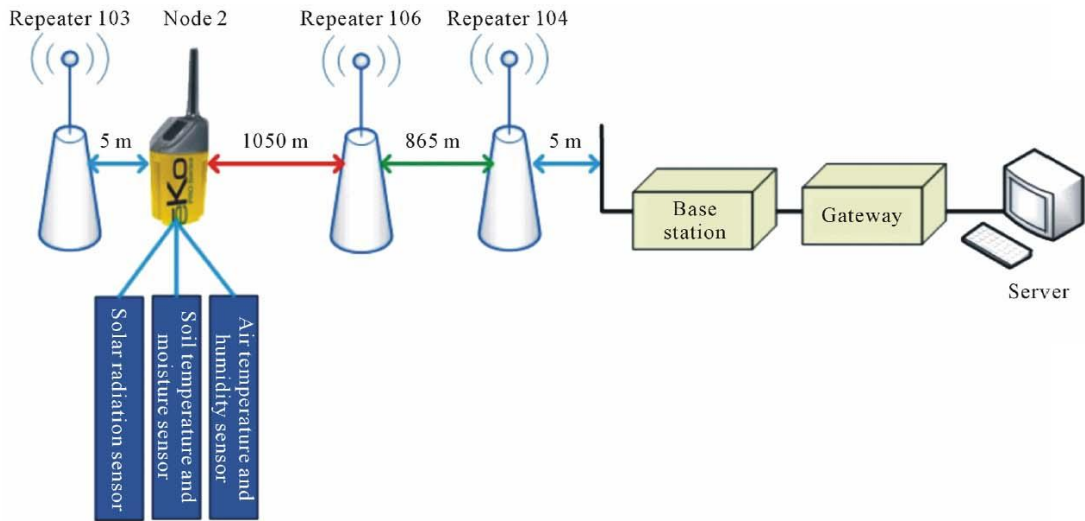 Repeater 103
Node 2
Repeater 106
Repeater 104
5 m
1050 m
865 m
5 m
eKo
Base
station
Gateway
Server
Solar radiation sensor
Soil temperature and
moisture sensor
Air temperature and
humidity sensor